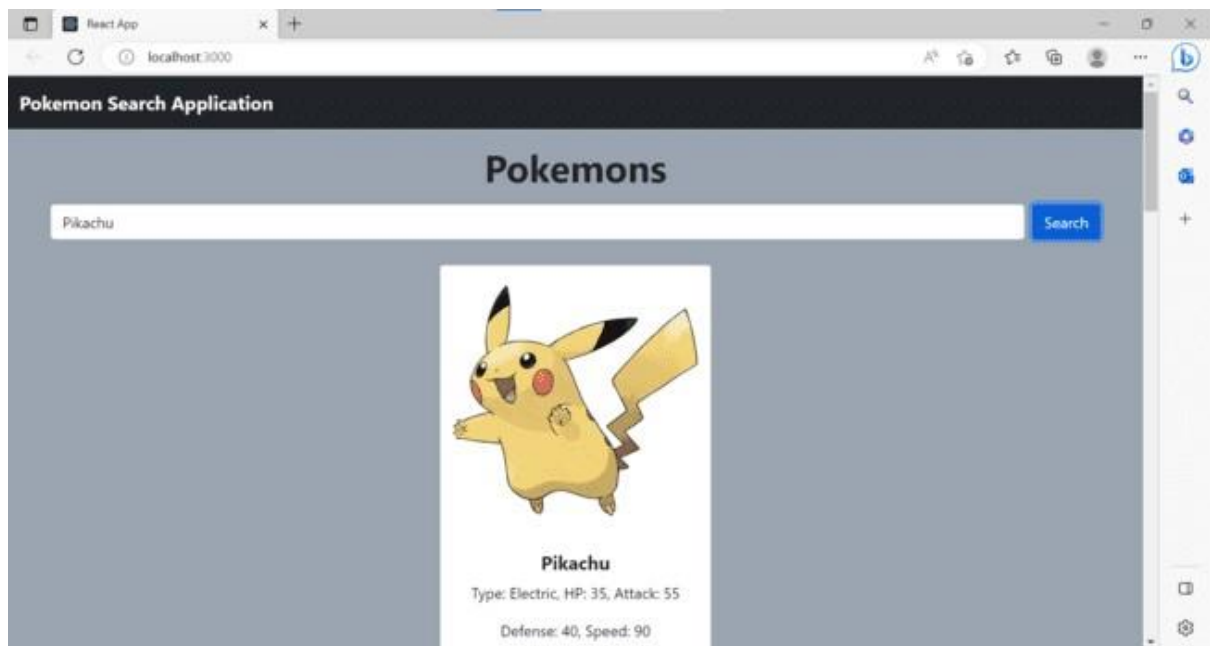 React App
localhost:3000
Pokemon Search Application
Pokemons
Pikachu
Search
Pikachu
Type: Electric, HP: 35, Attack: 55
Defense: 40, Speed: 90